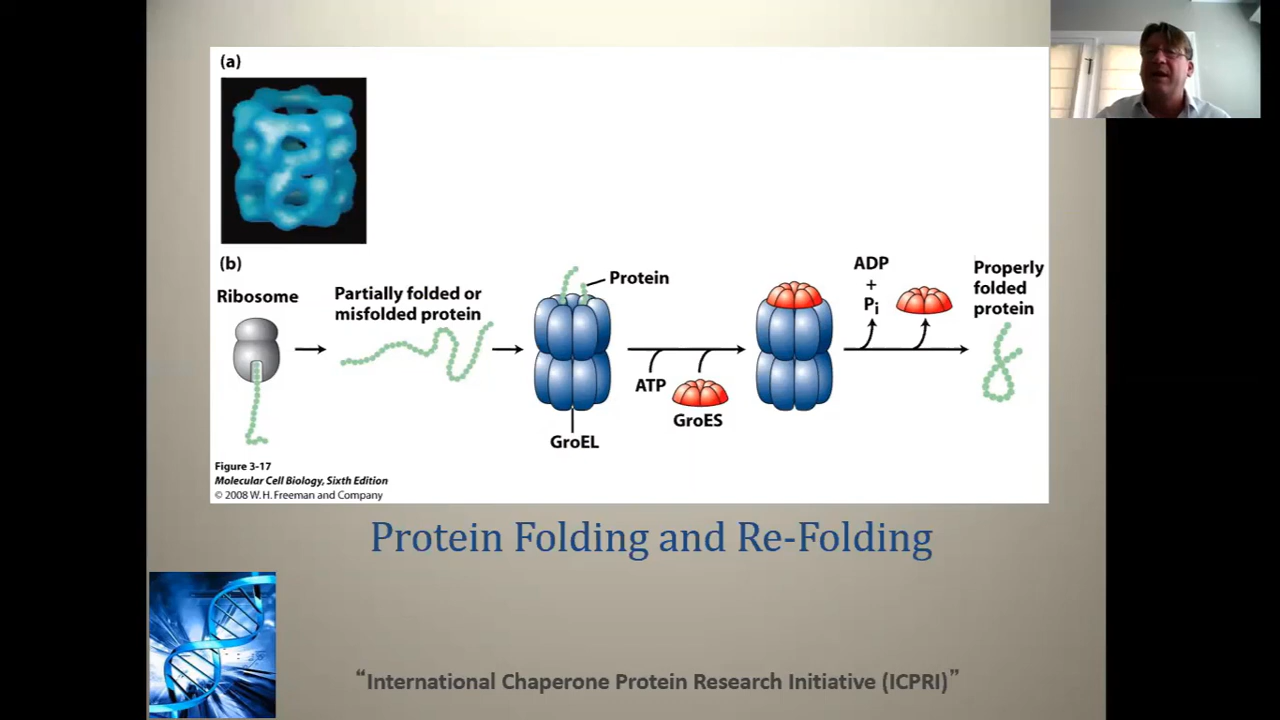 (a)
(b)
Ribosome
Partially folded or
misfolded protein
Protein
GroEL
ATP
GroES
ADP
+
Pi
Properly
folded
protein
Figure 3-17
Molecular Cell Biology, Sixth Edition
© 2008 W. H. Freeman and Company
Protein Folding and Re-Folding
“International Chaperone Protein Research Initiative (ICPRI)”